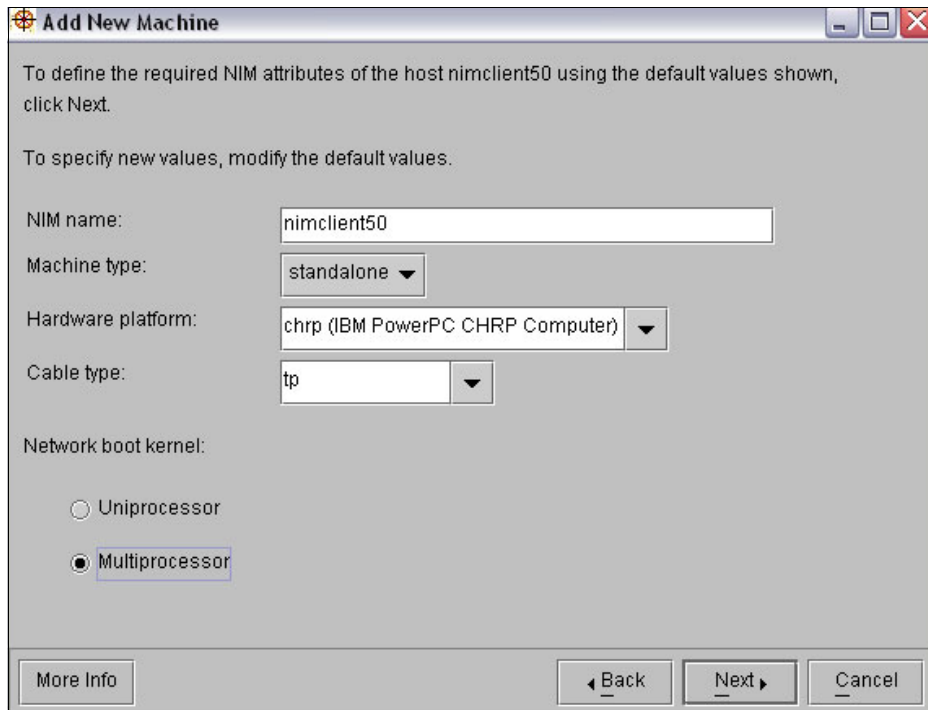 Add New Machine
To define the required NIM attributes of the host nimclient50 using the default values shown,
click Next.
To specify new values, modify the default values.
NIM name: nimclient50
Machine type: standalone
Hardware platform: chrp (IBM PowerPC CHRP Computer)
Cable type: tp
Network boot kernel:
Uniprocessor
Multiprocessor
More Info Back Next Cancel